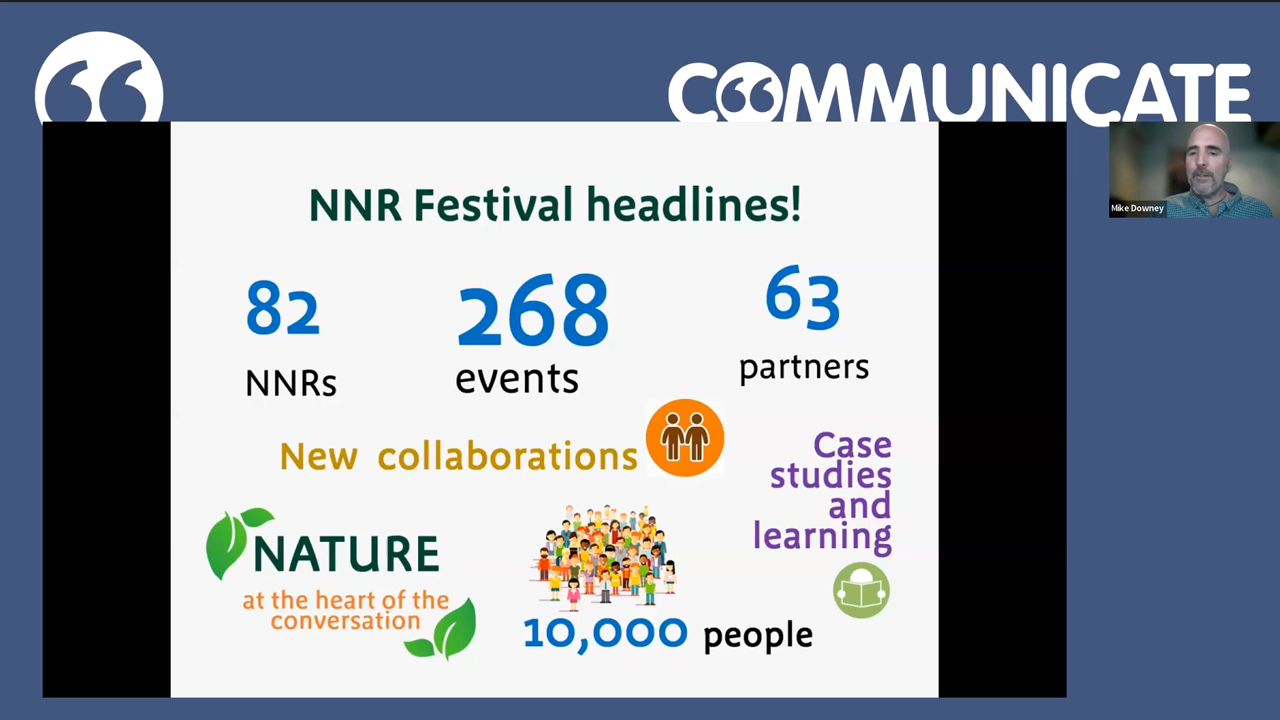 COMMUNICATE
Mike Downey
NNR Festival headlines!
82
NNRs
268
events
63
partners
New collaborations
Case
studies
and
learning
NATURE
at the heart of the
conversation
10,000 people